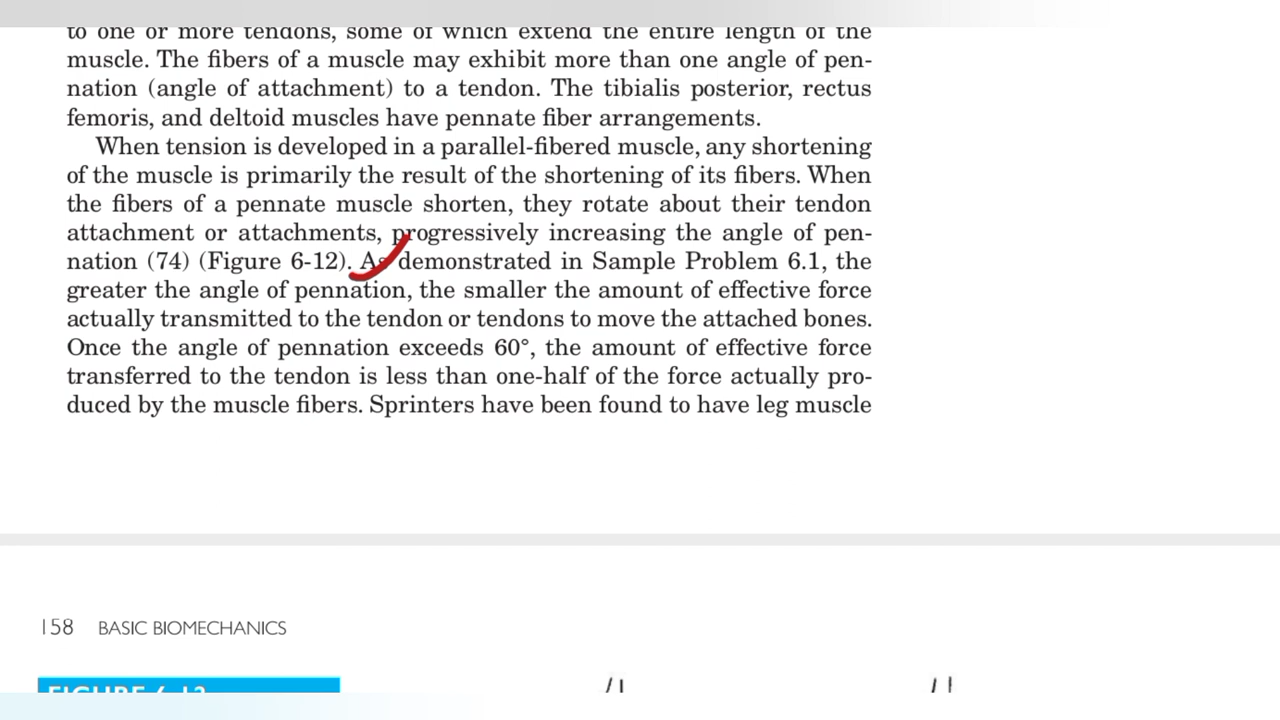 to one or more tendons, some of which extend the entire length of the
muscle. The fibers of a muscle may exhibit more than one angle of pen-
nation (angle of attachment) to a tendon. The tibialis posterior, rectus
femoris, and deltoid muscles have pennate fiber arrangements.
When tension is developed in a parallel-fibered muscle, any shortening
of the muscle is primarily the result of the shortening of its fibers. When
the fibers of a pennate muscle shorten, they rotate about their tendon
attachment or attachments, progressively increasing the angle of pen-
nation (74) (Figure 6-12). As demonstrated in Sample Problem 6.1, the
greater the angle of pennation, the smaller the amount of effective force
actually transmitted to the tendon or tendons to move the attached bones.
Once the angle of pennation exceeds 60°, the amount of effective force
transferred to the tendon is less than one-half of the force actually pro-
duced by the muscle fibers. Sprinters have been found to have leg muscle
158 BASIC BIOMECHANICS
FIGURE 6-12